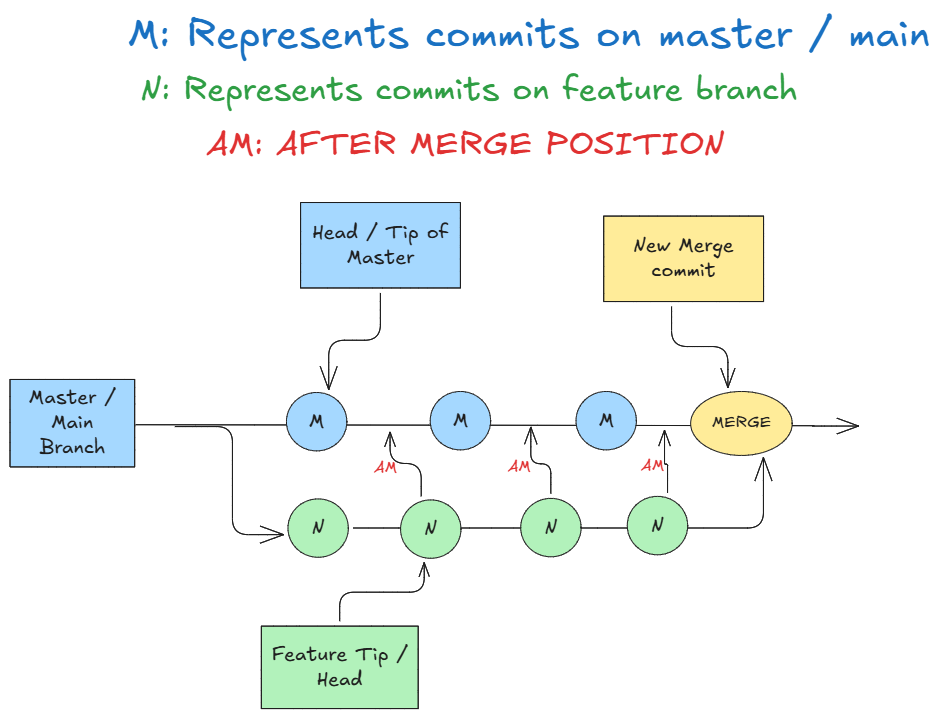 M: Represents commits on master / main
N: Represents commits on feature branch
AM: AFTER MERGE POSITION
Head / Tip of
Master
New Merge
commit
Master /
Main
Branch
M
M
M
MERGE
AM
AM
AM
N
N
N
N
Feature Tip /
Head